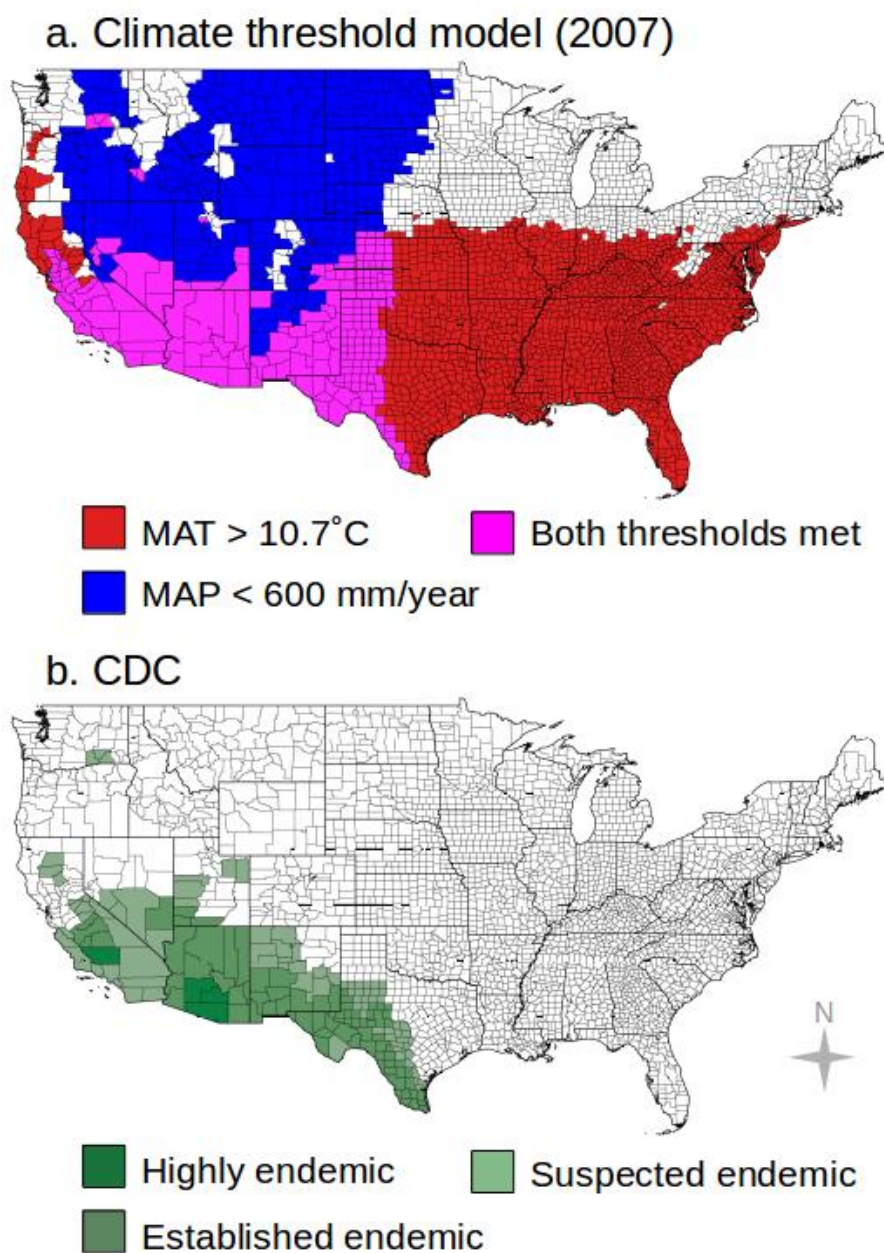 a. Climate threshold model (2007)
MAT > 10.7˚C
Both thresholds met
MAP < 600 mm/year
b. CDC
N
Highly endemic
Suspected endemic
Established endemic